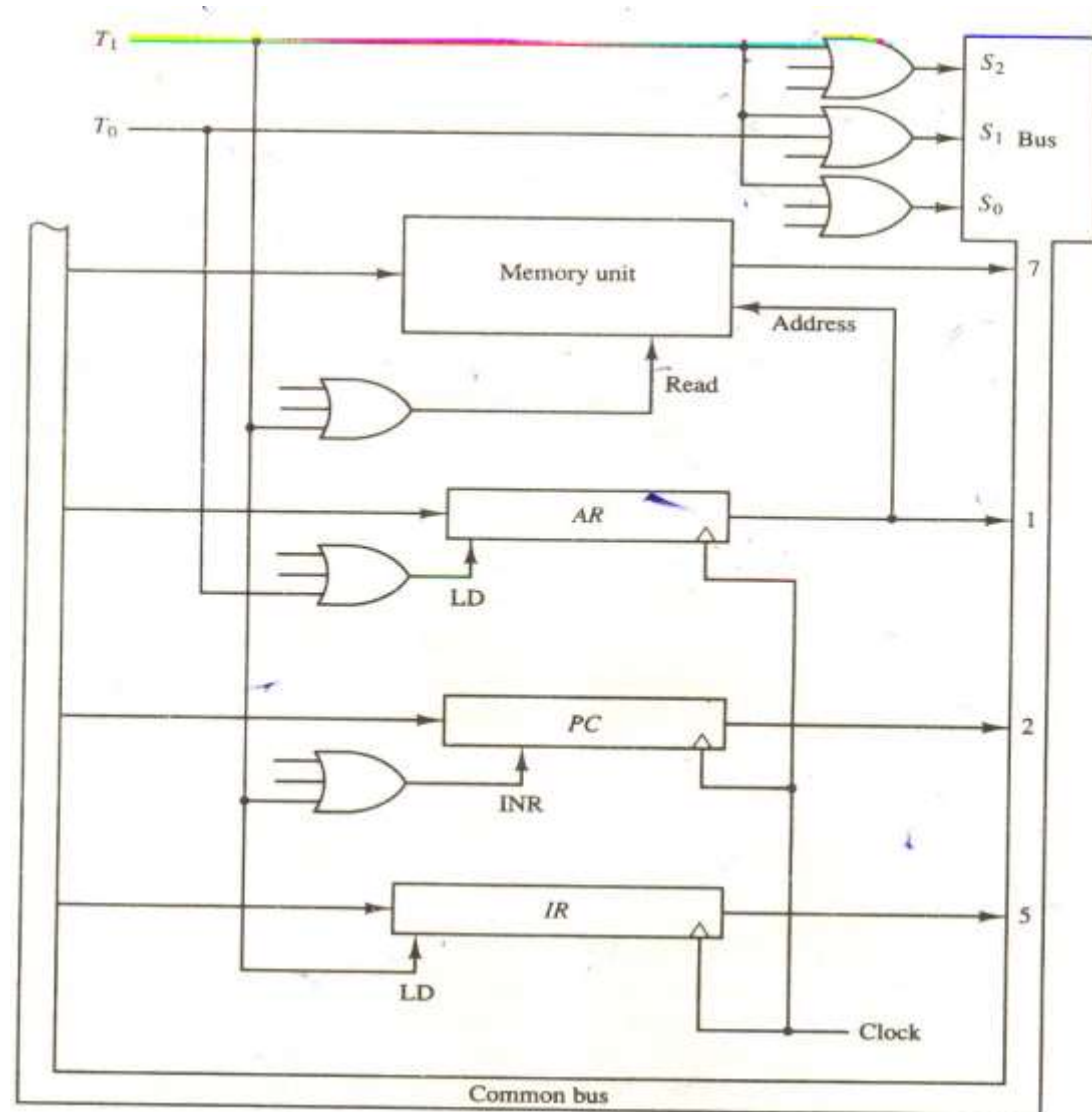 T₁
S₂
T₀
S₁ Bus
S₀
Memory unit
7
Address
Read
AR
1
LD
PC
2
INR
IR
5
LD
Clock
Common bus